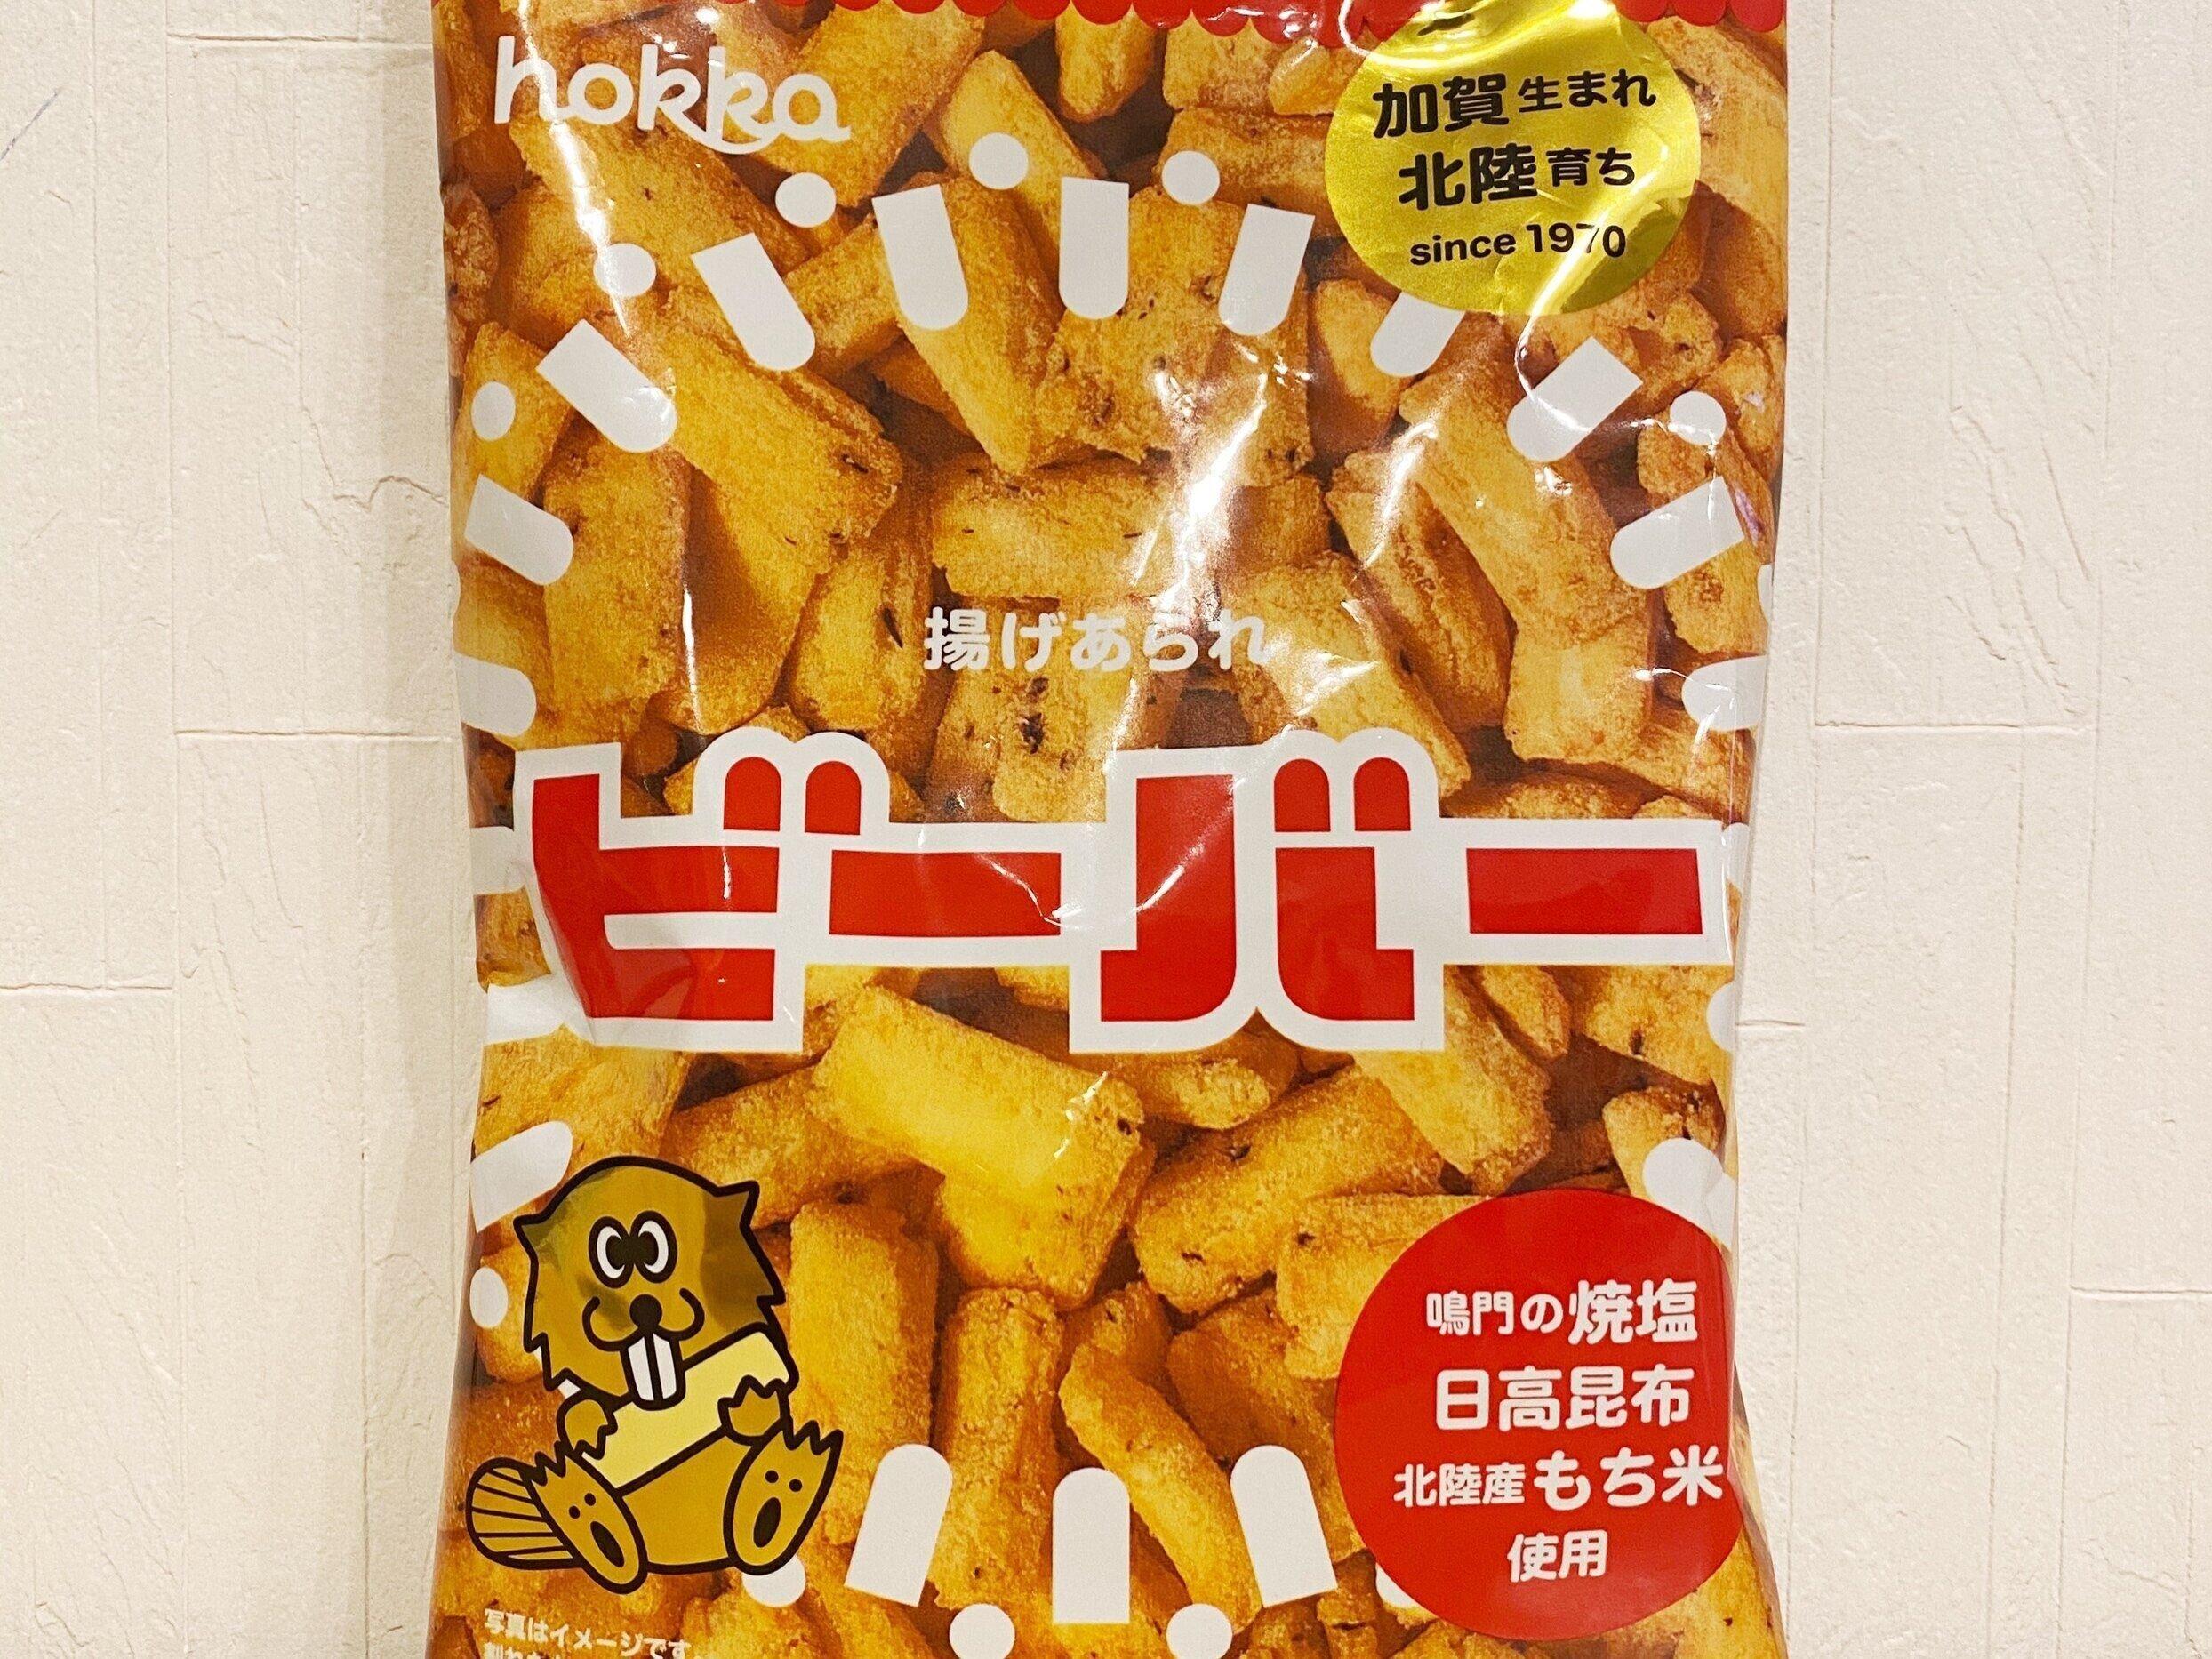 hokka
加賀生まれ
北陸育ち
since 1970
揚げあられ
ビーバー
鳴門の焼塩
日高昆布
北陸産もち米
使用
写真はイメージです